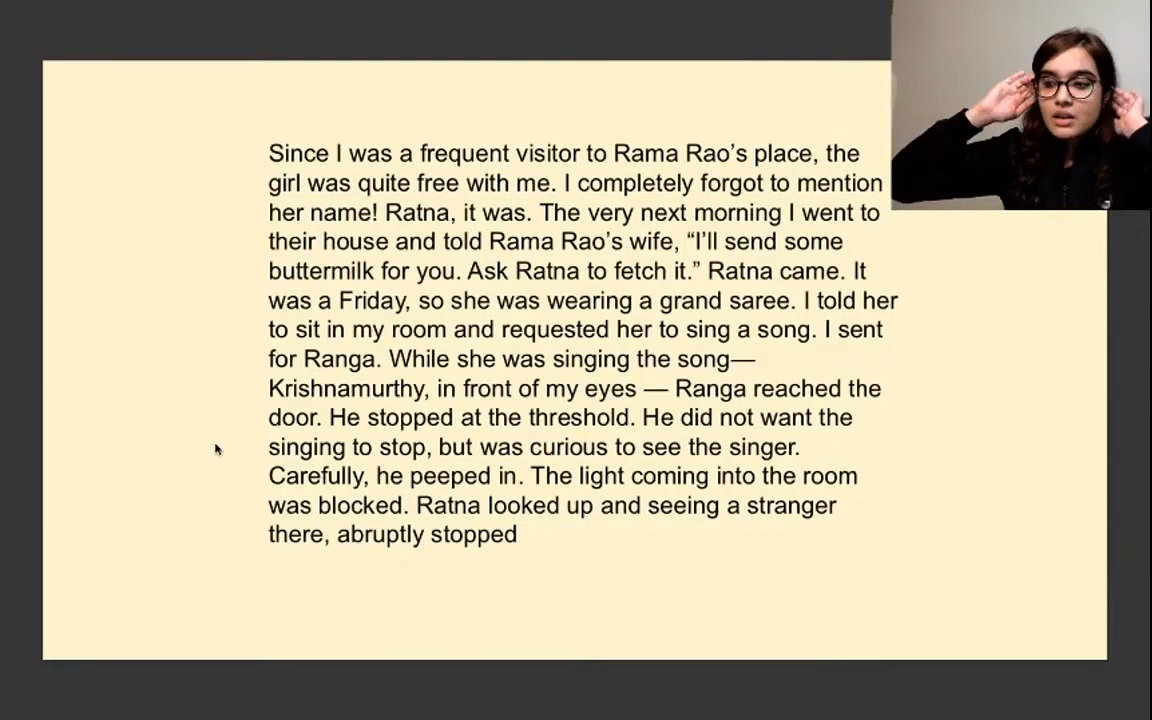 Since I was a frequent visitor to Rama Rao’s place, the
girl was quite free with me. I completely forgot to mention
her name! Ratna, it was. The very next morning I went to
their house and told Rama Rao’s wife, “I’ll send some
buttermilk for you. Ask Ratna to fetch it.” Ratna came. It
was a Friday, so she was wearing a grand saree. I told her
to sit in my room and requested her to sing a song. I sent
for Ranga. While she was singing the song—
Krishnamurthy, in front of my eyes — Ranga reached the
door. He stopped at the threshold. He did not want the
singing to stop, but was curious to see the singer.
Carefully, he peeped in. The light coming into the room
was blocked. Ratna looked up and seeing a stranger
there, abruptly stopped